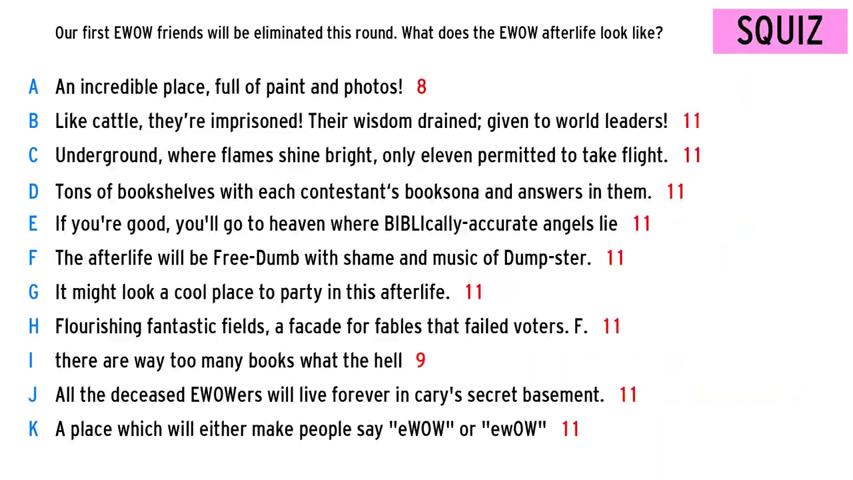 Our first EWOW friends will be eliminated this round. What does the EWOW afterlife look like?
SQUIZ
A An incredible place, full of paint and photos! 8
B Like cattle, they’re imprisoned! Their wisdom drained; given to world leaders! 11
C Underground, where flames shine bright, only eleven permitted to take flight. 11
D Tons of bookshelves with each contestant‘s booksona and answers in them. 11
E If you're good, you'll go to heaven where BIBLIcally-accurate angels lie 11
F The afterlife will be Free-Dumb with shame and music of Dump-ster. 11
G It might look a cool place to party in this afterlife. 11
H Flourishing fantastic fields, a facade for fables that failed voters. F. 11
I there are way too many books what the hell 9
J All the deceased EWOWers will live forever in cary's secret basement. 11
K A place which will either make people say "eWOW" or "ewOW" 11